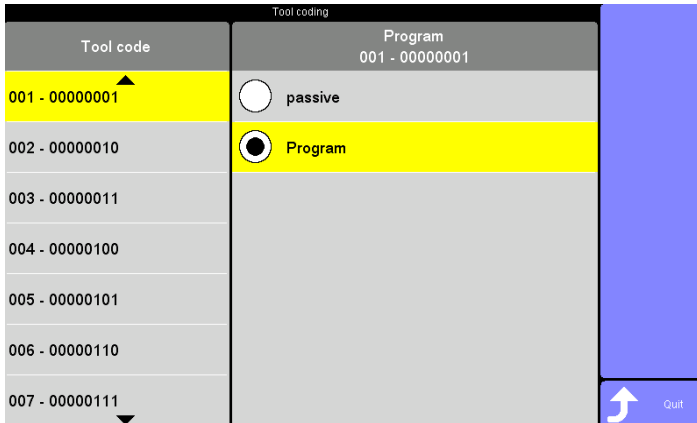 Tool coding
Tool code
001 - 00000001
002 - 00000010
003 - 00000011
004 - 00000100
005 - 00000101
006 - 00000110
007 - 00000111
Program
001 - 00000001
passive
Program
Quit